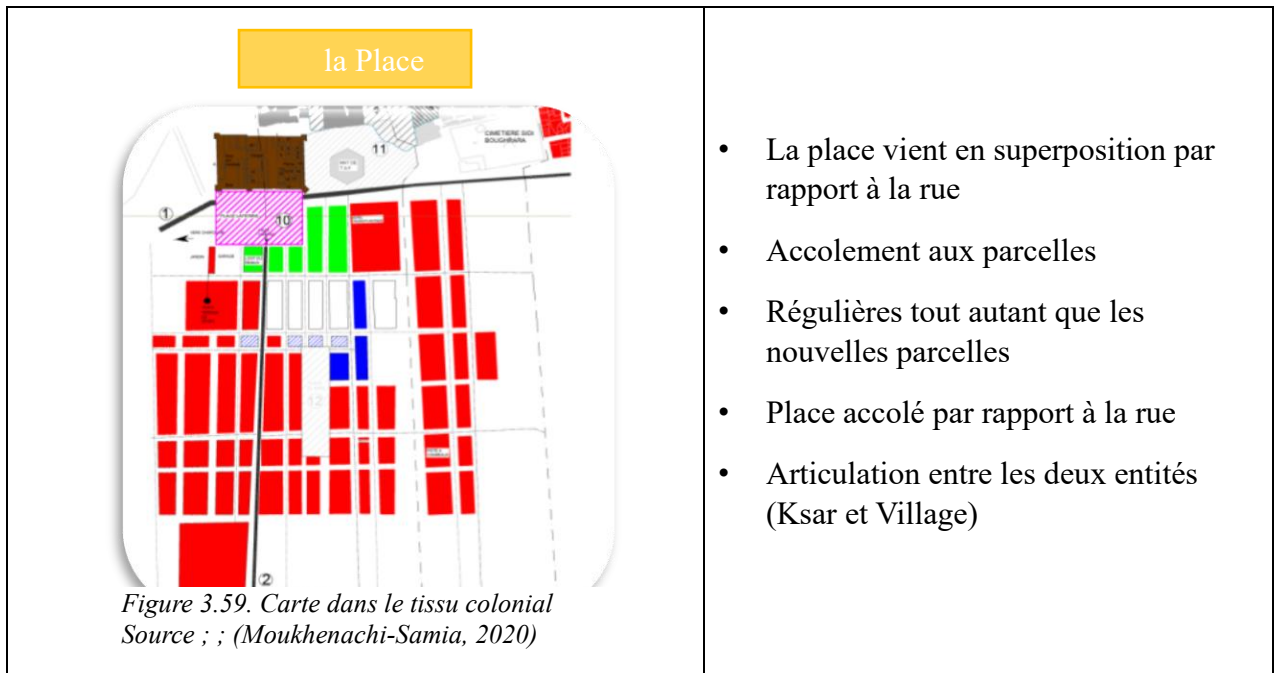 la Place
CIMETIERE SIDI
BOUGHRARA
11
1
10
12
2
Figure 3.59. Carte dans le tissu colonial
Source ; ; (Moukhenachi-Samia, 2020)
• La place vient en superposition par
rapport à la rue
• Accolement aux parcelles
• Régulières tout autant que les
nouvelles parcelles
• Place accolé par rapport à la rue
• Articulation entre les deux entités
(Ksar et Village)